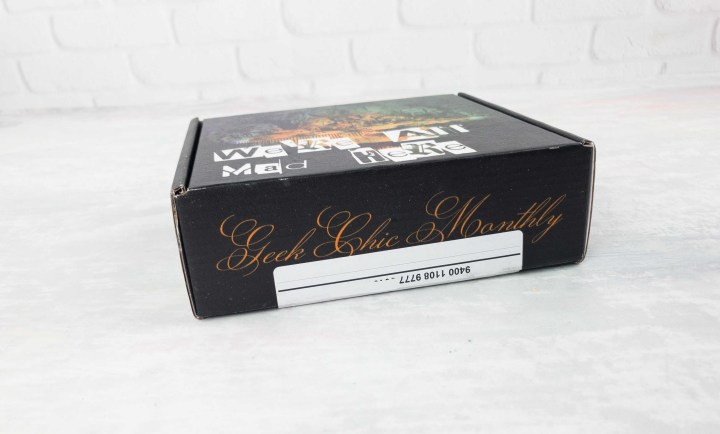 We're All
Mad Here
Geek Chic Monthly
9400 1108 9777